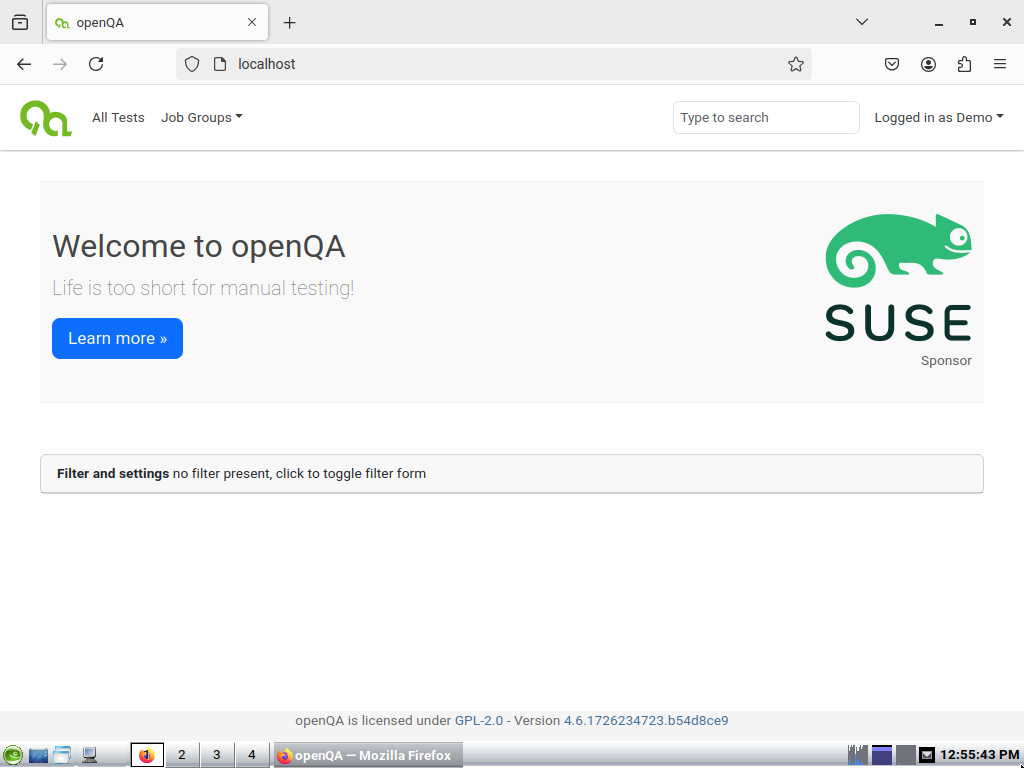 openQA
localhost
All Tests
Job Groups
Type to search
Logged in as Demo
Welcome to openQA
Life is too short for manual testing!
Learn more »
SUSE
Sponsor
Filter and settings no filter present, click to toggle filter form
openQA is licensed under GPL-2.0 - Version 4.6.1726234723.b54d8ce9
1
2
3
4
openQA — Mozilla Firefox
12:55:43 PM